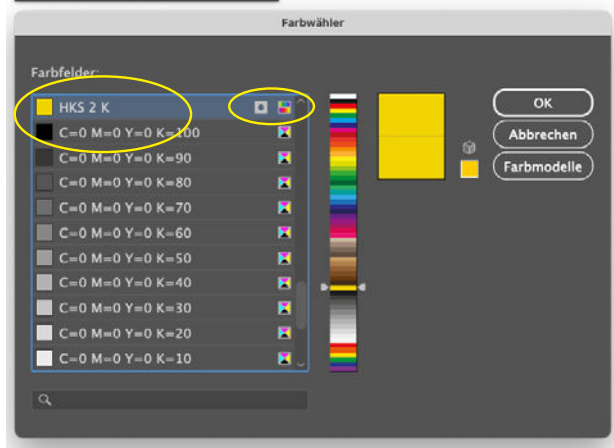 Farbwähler
Farbfelder:
HKS 2 K
C=0 M=0 Y=0 K=100
C=0 M=0 Y=0 K=90
C=0 M=0 Y=0 K=80
C=0 M=0 Y=0 K=70
C=0 M=0 Y=0 K=60
C=0 M=0 Y=0 K=50
C=0 M=0 Y=0 K=40
C=0 M=0 Y=0 K=30
C=0 M=0 Y=0 K=20
C=0 M=0 Y=0 K=10
OK
Abbrechen
Farbmodelle